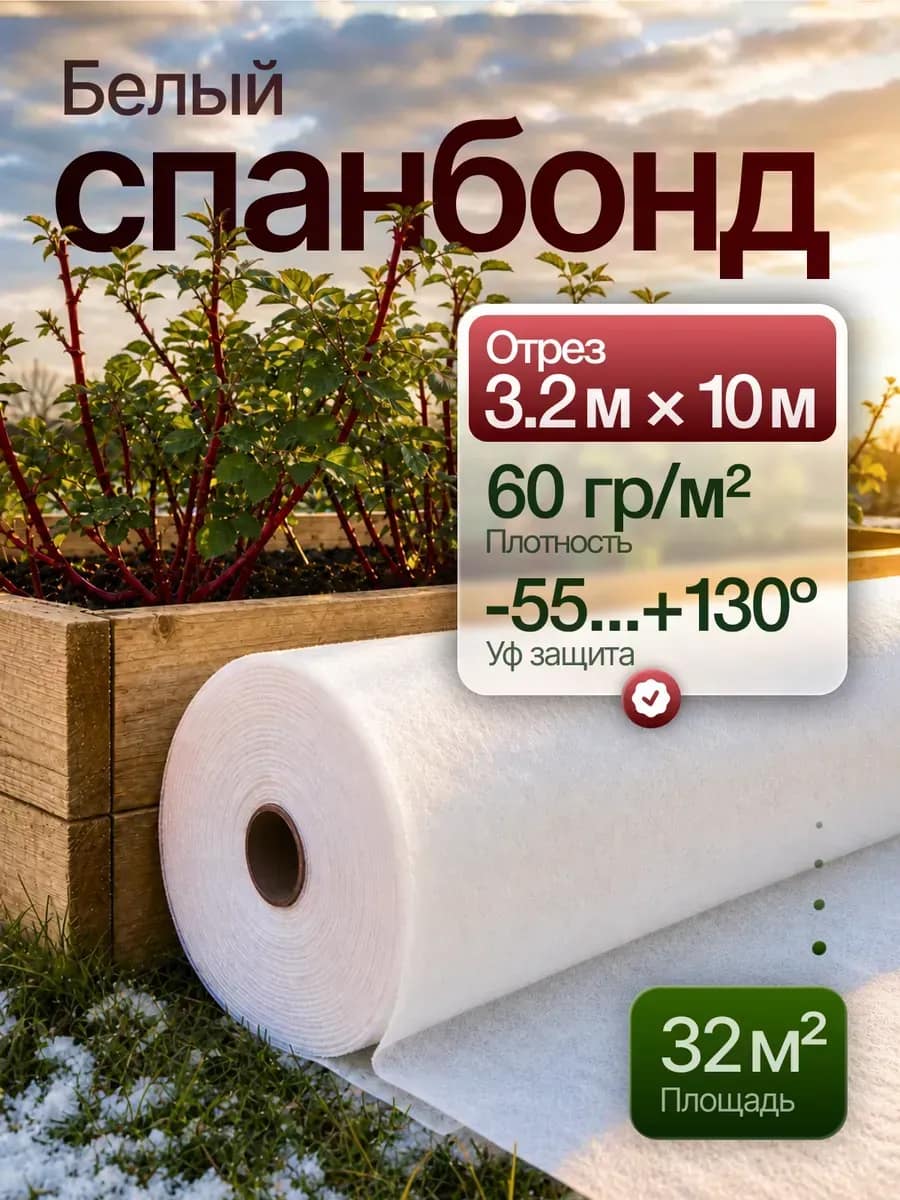 Белый
спанбонд
Отрез
3.2 м × 10 м
60 гр/м²
Плотность
-55...+130°
Уф защита
32 м²
Площадь